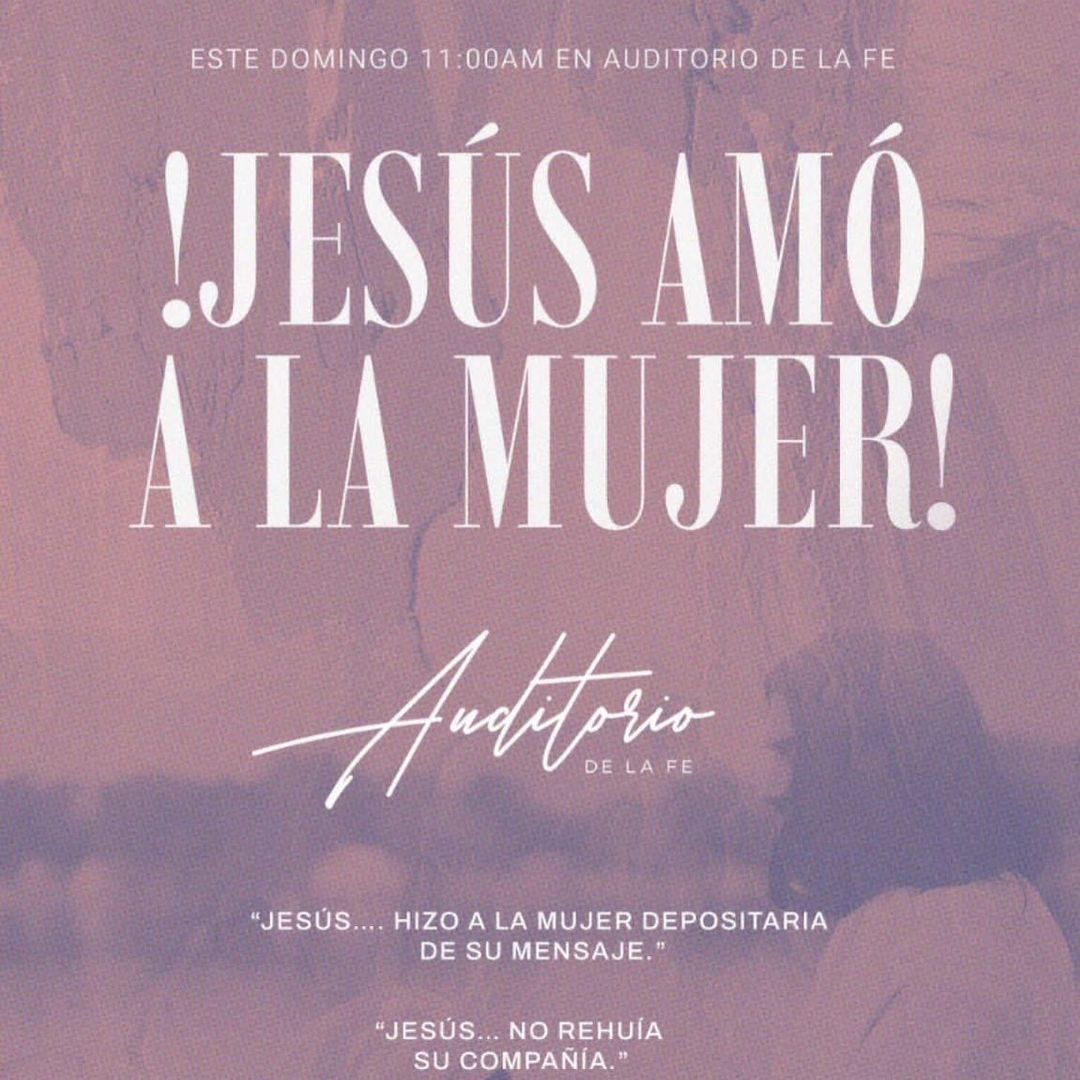 ESTE DOMINGO 11:00AM EN AUDITORIO DE LA FE
!JESÚS AMÓ
A LA MUJER!
Auditorio
DE LA FE
“JESÚS.... HIZO A LA MUJER DEPOSITARIA
DE SU MENSAJE.”
“JESÚS... NO REHUÍA
SU COMPAÑÍA.”